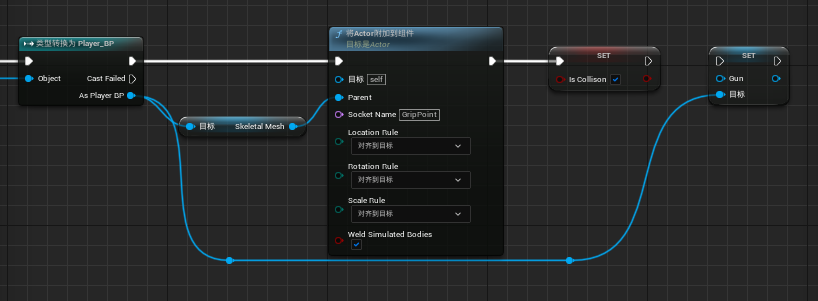 类型转换为 Player_BP
Object
Cast Failed
As Player BP
目标
Skeletal Mesh
将Actor附加到组件
目标是Actor
目标
self
Parent
Socket Name
GripPoint
Location Rule
对齐到目标
Rotation Rule
对齐到目标
Scale Rule
对齐到目标
Weld Simulated Bodies
SET
Is Collison
SET
Gun
目标